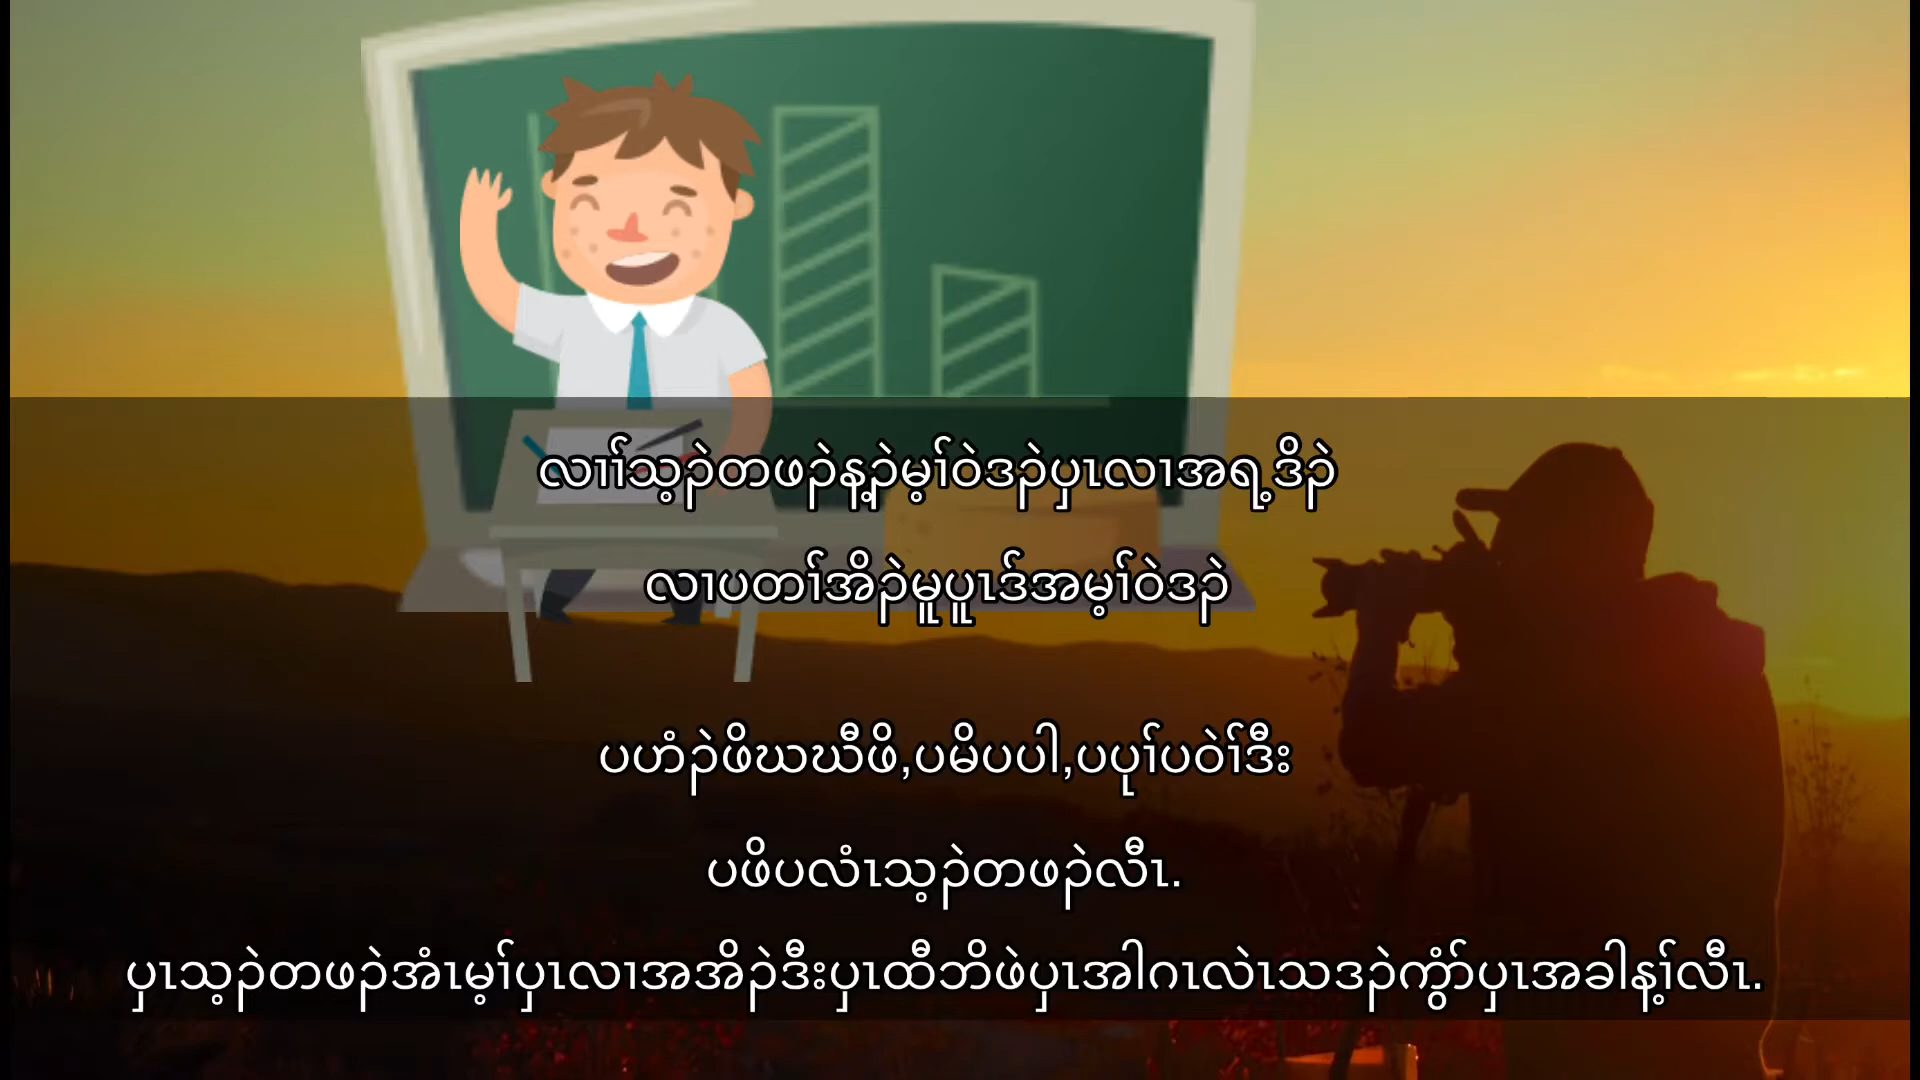 လၢၢ်သ့ၣ်တဖၣ်န့ၣ်မ့ၢ်ဝဲဒၣ်ပှၤလၢအရ့ဒိၣ်
လၢပတၢ်အိၣ်မူပူၤဒ်အမ့ၢ်ဝဲဒၣ်
ပဟံၣ်ဖိဃဃီဖိ,ပမိပပါ,ပပုၢ်ပဝဲၢ်ဒီး
ပဖိပလံၤသ့ၣ်တဖၣ်လီၤ.
ပှၤသ့ၣ်တဖၣ်အံၤမ့ၢ်ပှၤလၢအအိၣ်ဒီးပှၤထီဘိဖဲပှၤအါဂၤလဲၤသဒၣ်ကွံာ်ပှၤအခါန့ၢ်လီၤ.